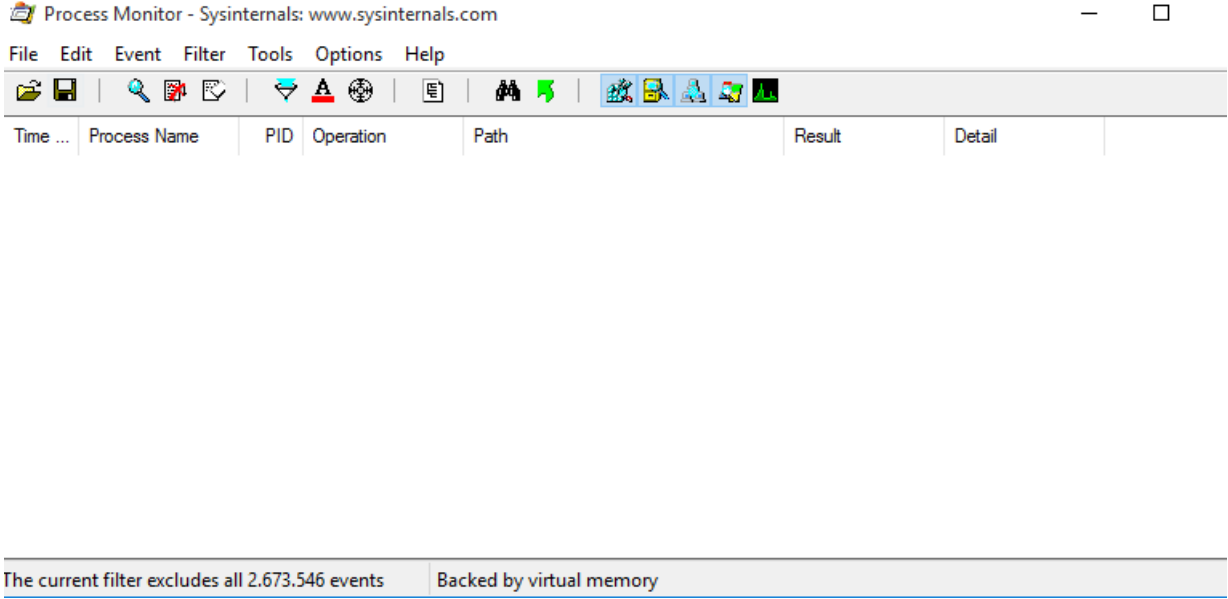 Process Monitor - Sysinternals: www.sysinternals.com
File Edit Event Filter Tools Options Help
Time ... Process Name PID Operation Path Result Detail
The current filter excludes all 2.673.546 events Backed by virtual memory